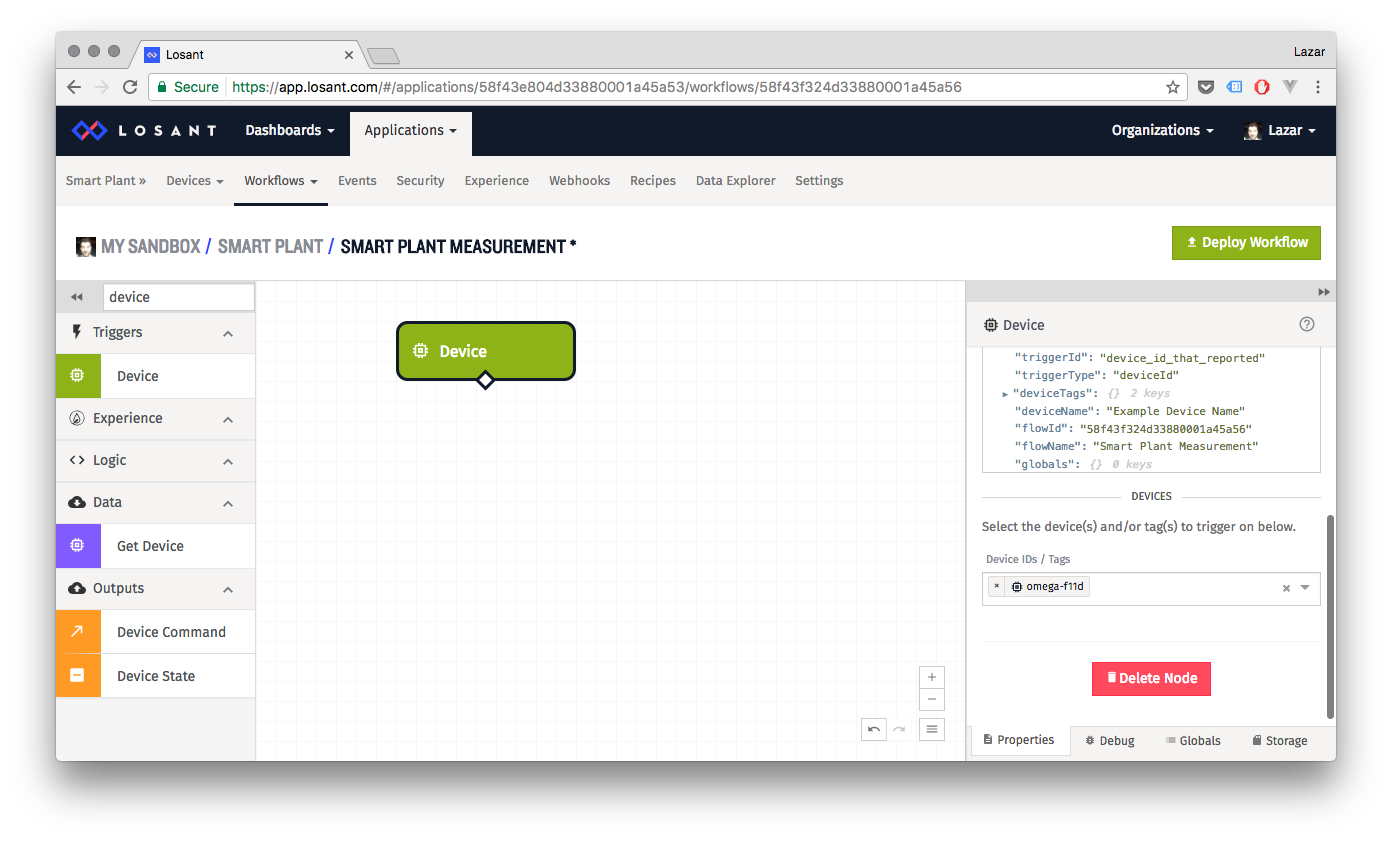 Losant
Lazar
Secure https://app.losant.com/#/applications/58f43e804d33880001a45a53/workflows/58f43f324d33880001a45a56
LOSANT Dashboards Applications Organizations Lazar
Smart Plant » Devices Workflows Events Security Experience Webhooks Recipes Data Explorer Settings
MY SANDBOX / SMART PLANT / SMART PLANT MEASUREMENT *
Deploy Workflow
device
Triggers
Device
Experience
Logic
Data
Get Device
Outputs
Device Command
Device State
Device
Device
"triggerId": "device_id_that_reported"
"triggerType": "deviceId"
"deviceTags": {} 2 keys
"deviceName": "Example Device Name"
"flowId": "58f43f324d33880001a45a56"
"flowName": "Smart Plant Measurement"
"globals": {} 0 keys
DEVICES
Select the device(s) and/or tag(s) to trigger on below.
Device IDs / Tags
× omega-f11d
Delete Node
Properties Debug Globals Storage